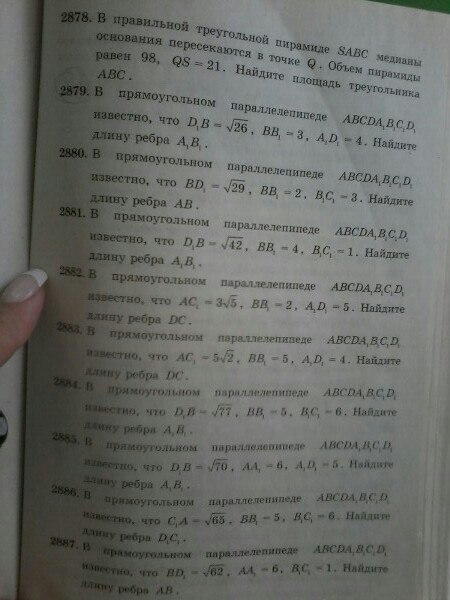 2878. В правильной треугольной пирамиде SABC медианы
основания пересекаются в точке Q. Объем пирамиды
равен 98, QS = 21. Найдите площадь треугольника
ABC.
2879. В прямоугольном параллелепипеде ABCDA₁B₁C₁D₁
известно, что D₁B = √26, BB₁ = 3, A₁D₁ = 4. Найдите
длину ребра A₁B₁.
2880. В прямоугольном параллелепипеде ABCDA₁B₁C₁D₁
известно, что BD₁ = √29, BB₁ = 2, B₁C₁ = 3. Найдите
длину ребра AB.
2881. В прямоугольном параллелепипеде ABCDA₁B₁C₁D₁
известно, что D₁B = √42, BB₁ = 4, B₁C₁ = 1. Найдите
длину ребра A₁B₁.
2882. В прямоугольном параллелепипеде ABCDA₁B₁C₁D₁
известно, что AC₁ = 3√5, BB₁ = 2, A₁D₁ = 5. Найдите
длину ребра DC.
2883. В прямоугольном параллелепипеде ABCDA₁B₁C₁D₁
известно, что AC₁ = 5√2, BB₁ = 5, A₁D₁ = 4. Найдите
длину ребра DC.
2884. В прямоугольном параллелепипеде ABCDA₁B₁C₁D₁
известно, что D₁B = √77, BB₁ = 5, B₁C₁ = 6. Найдите
длину ребра A₁B₁.
2885. В прямоугольном параллелепипеде ABCDA₁B₁C₁D₁
известно, что D₁B = √70, AA₁ = 6, A₁D₁ = 5. Найдите
длину ребра A₁B₁.
2886. В прямоугольном параллелепипеде ABCDA₁B₁C₁D₁
известно, что C₁A = √65, BB₁ = 5, B₁C₁ = 6. Найдите
длину ребра D₁C₁.
2887. В прямоугольном параллелепипеде ABCDA₁B₁C₁D₁
известно, что BD₁ = √62, AA₁ = 6, B₁C₁ = 1. Найдите
длину ребра AB.